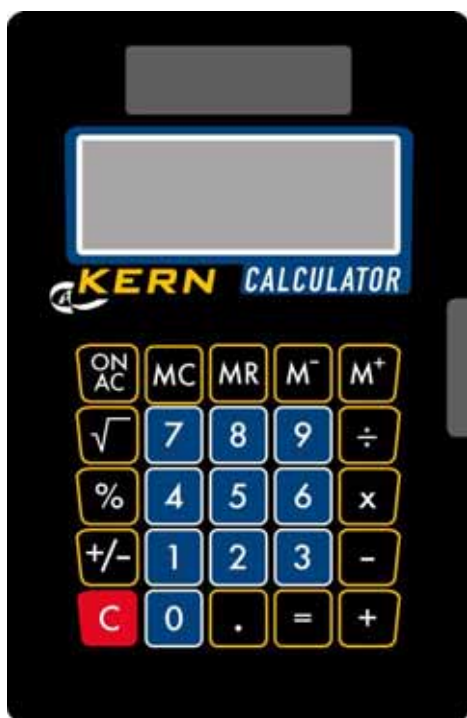 KERN CALCULATOR
ON
AC MC MR M⁻ M⁺
√ 7 8 9 ÷
% 4 5 6 x
+/- 1 2 3 -
C 0 . = +